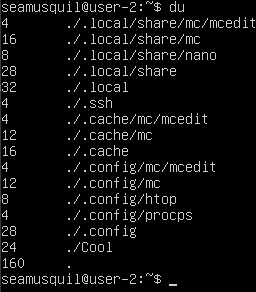 seamusquil@user-2:~$ du
4 ./.local/share/mc/mcedit
16 ./.local/share/mc
8 ./.local/share/nano
28 ./.local/share
32 ./.local
4 ./.ssh
4 ./.cache/mc/mcedit
12 ./.cache/mc
16 ./.cache
4 ./.config/mc/mcedit
12 ./.config/mc
8 ./.config/htop
4 ./.config/procps
28 ./.config
24 ./Cool
160 .
seamusquil@user-2:~$ _